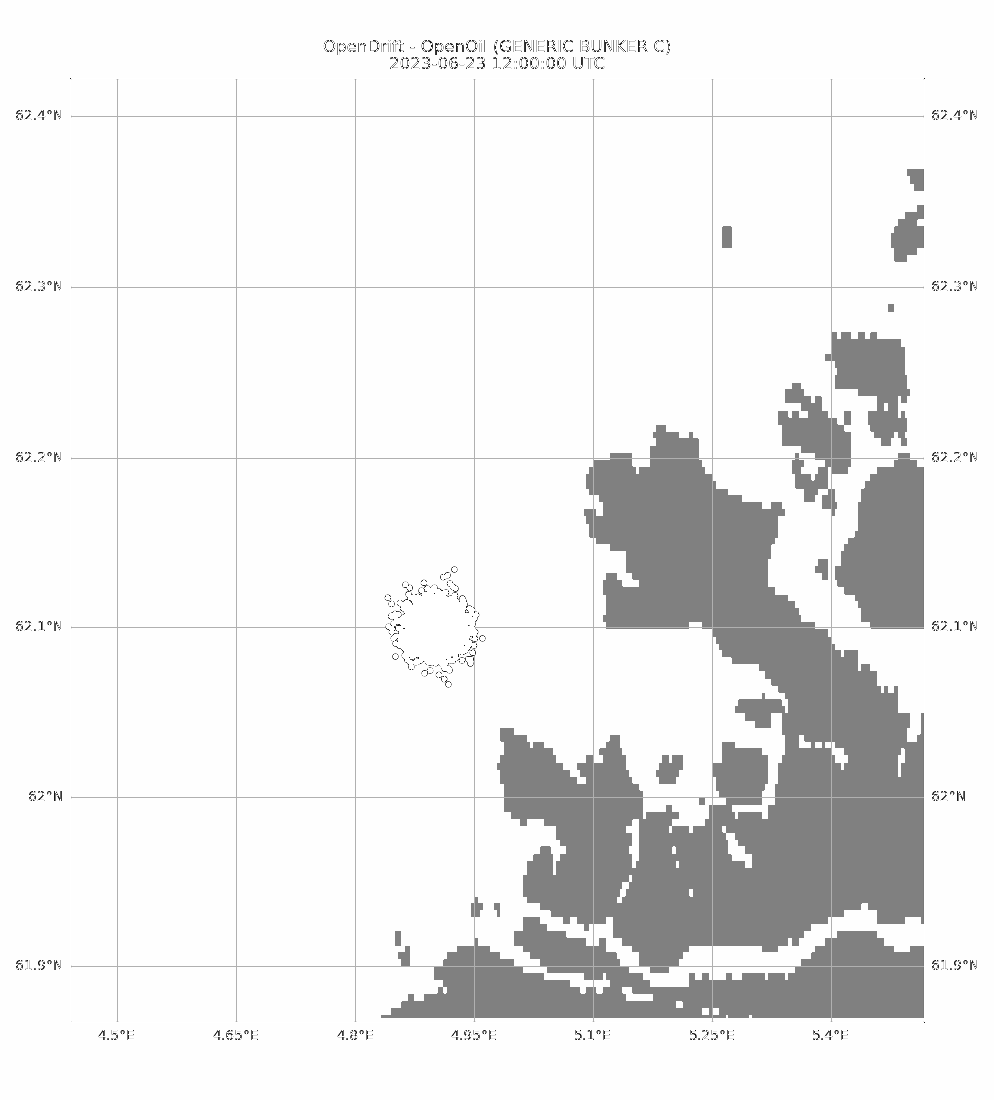 OpenDrift - OpenOil (GENERIC BUNKER C)
2023-06-23 12:00:00 UTC
62.4°N 62.4°N
62.3°N 62.3°N
62.2°N 62.2°N
62.1°N 62.1°N
62°N 62°N
61.9°N 61.9°N
4.5°E 4.65°E 4.8°E 4.95°E 5.1°E 5.25°E 5.4°E